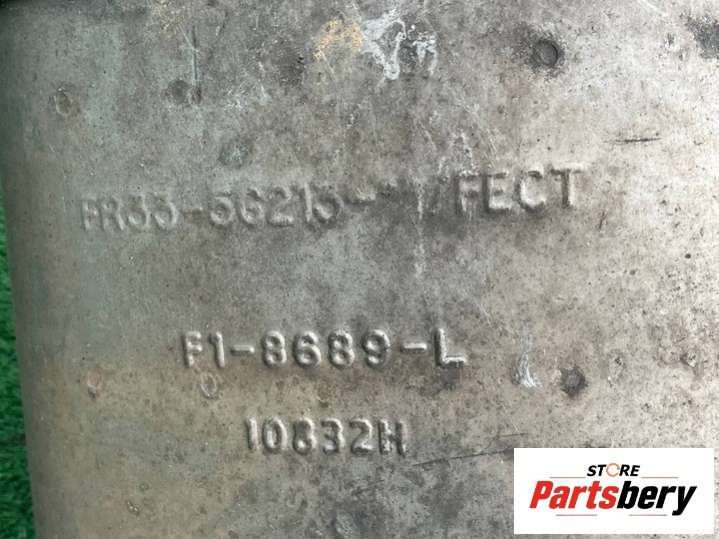 FECT
F1-8689-L
10832H
STORE
Partsbery